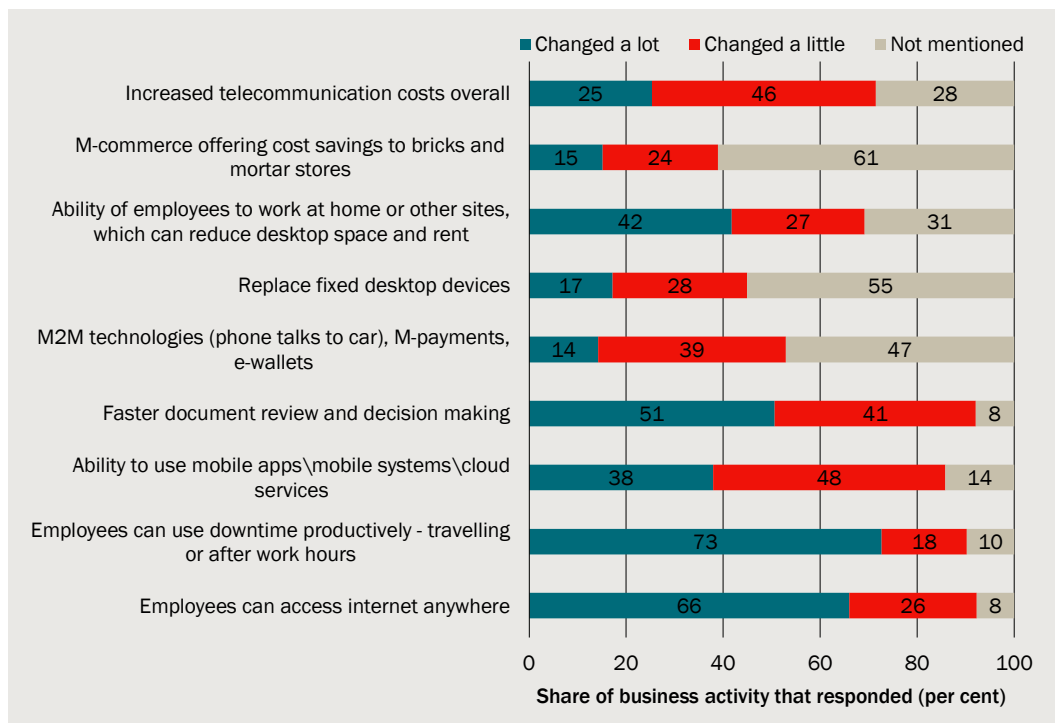 Changed a lot Changed a little Not mentioned
Increased telecommunication costs overall 25 46 28
M-commerce offering cost savings to bricks and
mortar stores 15 24 61
Ability of employees to work at home or other sites,
which can reduce desktop space and rent 42 27 31
Replace fixed desktop devices 17 28 55
M2M technologies (phone talks to car), M-payments,
e-wallets 14 39 47
Faster document review and decision making 51 41 8
Ability to use mobile apps\mobile systems\cloud
services 38 48 14
Employees can use downtime productively - travelling
or after work hours 73 18 10
Employees can access internet anywhere 66 26 8
0 20 40 60 80 100
Share of business activity that responded (per cent)